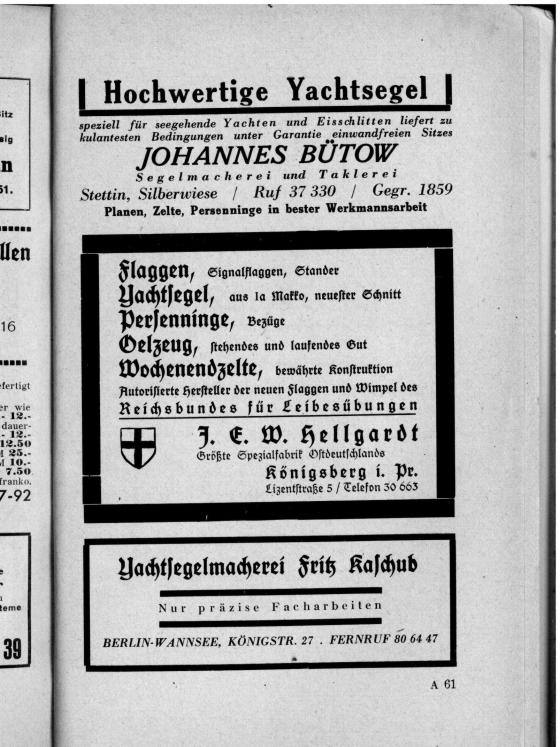 Hochwertige Yachtsegel
speziell für seegehende Yachten und Eisschlitten liefert zu
kulantesten Bedingungen unter Garantie einwandfreien Sitzes
JOHANNES BÜTOW
Segelmacherei und Taklerei
Stettin, Silberwiese / Ruf 37 330 / Gegr. 1859
Planen, Zelte, Persenninge in bester Werkmannsarbeit
Flaggen, Signalflaggen, Stander
Yachtsegel, aus Ia Makko, neuester Schnitt
Persenninge, Bezüge
Oelzeug, stehendes und laufendes Gut
Wochenendzelte, bewährte Konstruktion
Autorisierte Hersteller der neuen Flaggen und Wimpel des
Reichsbundes für Leibesübungen
J. E. W. Hellgardt
Größte Spezialfabrik Ostdeutschlands
Königsberg i. Pr.
Lizentstraße 5 / Telefon 30 663
Yachtsegelmacherei Fritz Kaschub
Nur präzise Facharbeiten
BERLIN-WANNSEE, KÖNIGSTR. 27 . FERNRUF 80 64 47
A 61
itz
sig
n
51.
llen
16
efertigt
er wie
- 12.-
dauer-
- 12.-
12.50
M 25.-
M 10.-
7.50
franko.
7-92
e
teme
39